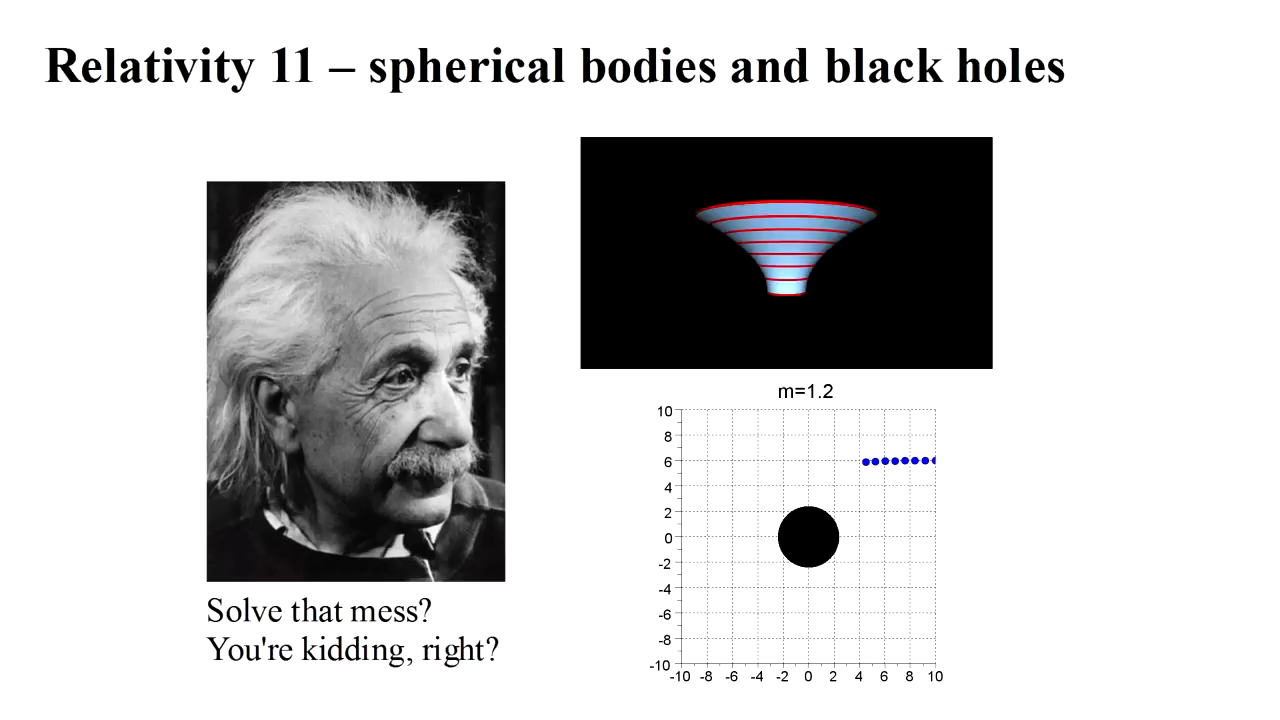 Relativity 11 – spherical bodies and black holes
Solve that mess?
You're kidding, right?
m=1.2
10
8
6
4
2
0
-2
-4
-6
-8
-10
-10 -8 -6 -4 -2 0 2 4 6 8 10